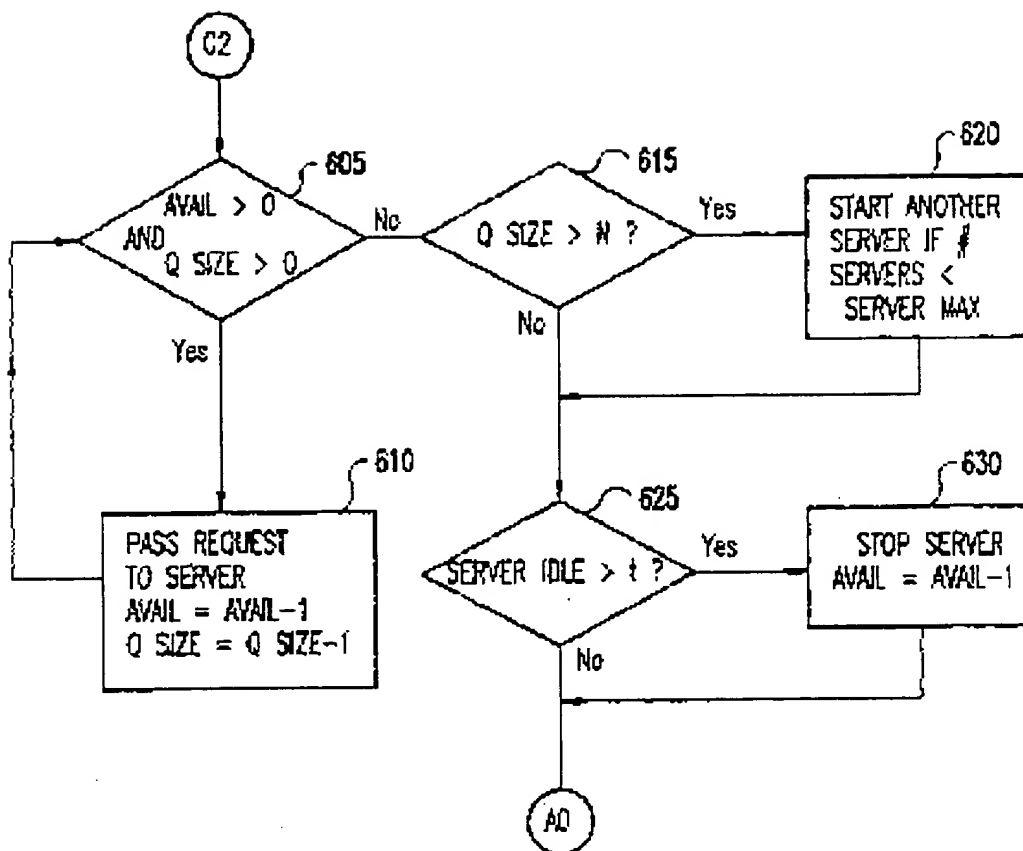 C2
605
AVAIL > 0
AND
Q SIZE > 0
No
Yes
615
Q SIZE > N ?
Yes
No
620
START ANOTHER
SERVER IF #
SERVERS <
SERVER MAX
610
PASS REQUEST
TO SERVER
AVAIL = AVAIL-1
Q SIZE = Q SIZE-1
625
SERVER IDLE > t ?
Yes
No
630
STOP SERVER
AVAIL = AVAIL-1
A0